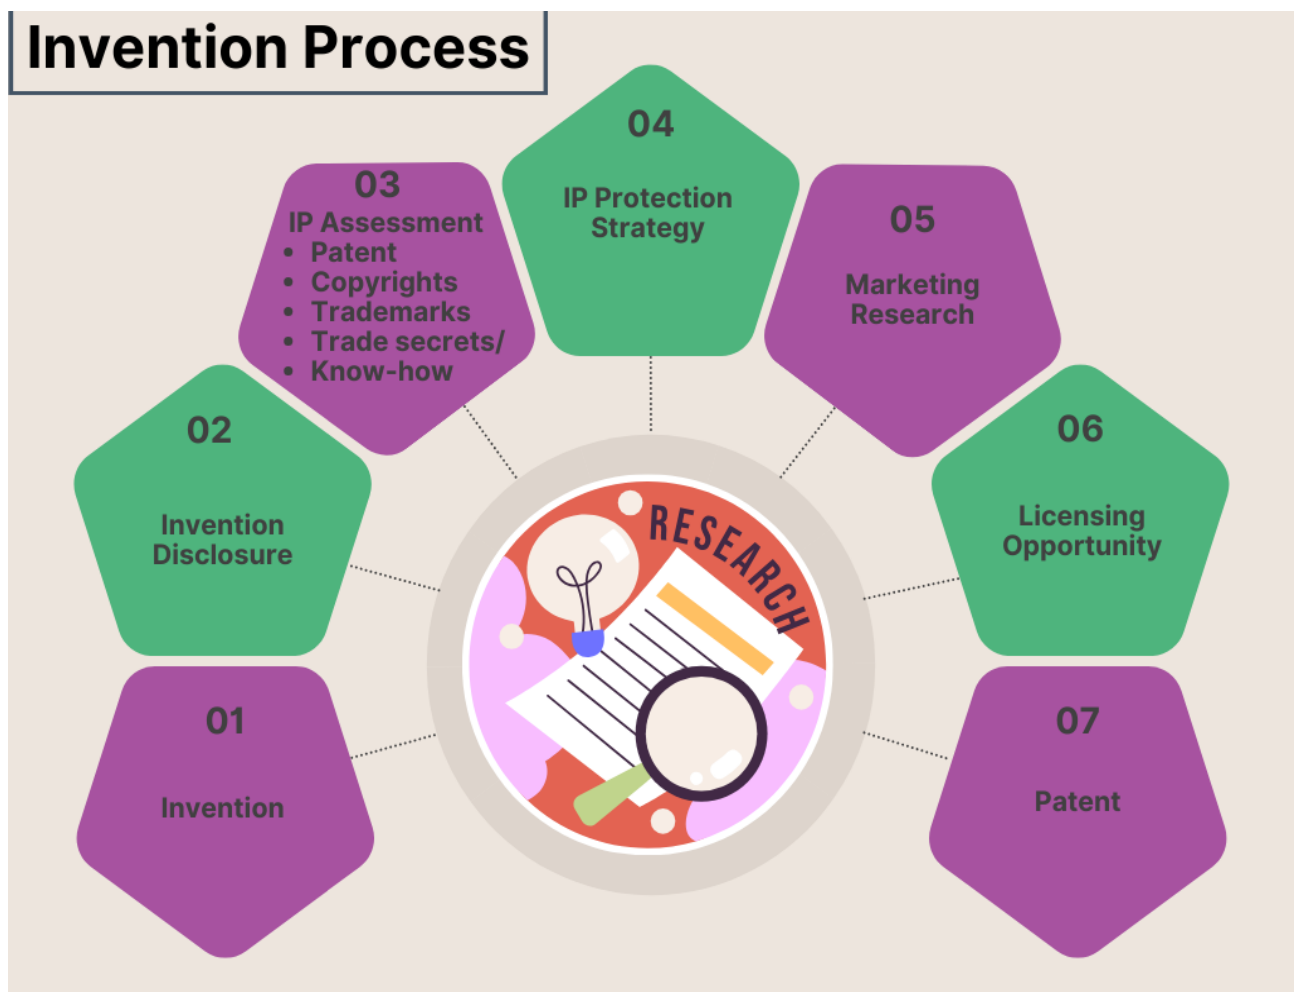 Invention Process
01
Invention
02
Invention
Disclosure
03
IP Assessment
• Patent
• Copyrights
• Trademarks
• Trade secrets/
• Know-how
04
IP Protection
Strategy
05
Marketing
Research
06
Licensing
Opportunity
07
Patent
RESEARCH